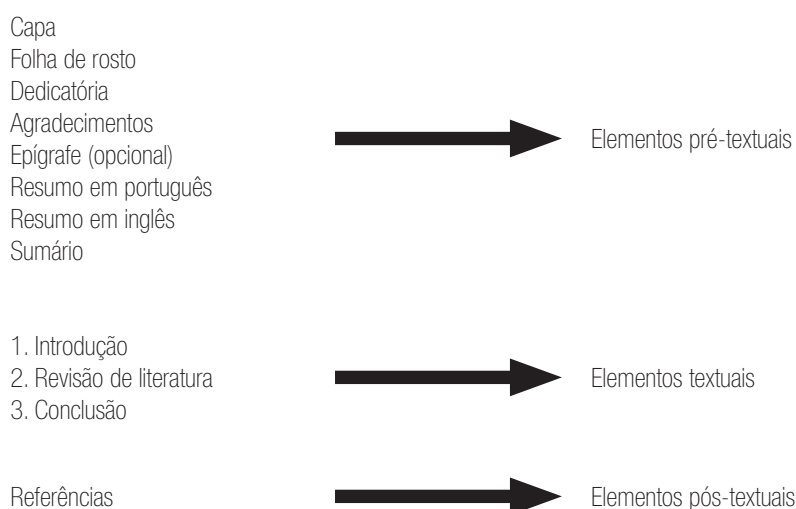 Capa
Folha de rosto
Dedicatória
Agradecimentos
Epígrafe (opcional)
Resumo em português
Resumo em inglês
Sumário
Elementos pré-textuais
1. Introdução
2. Revisão de literatura
3. Conclusão
Elementos textuais
Referências
Elementos pós-textuais